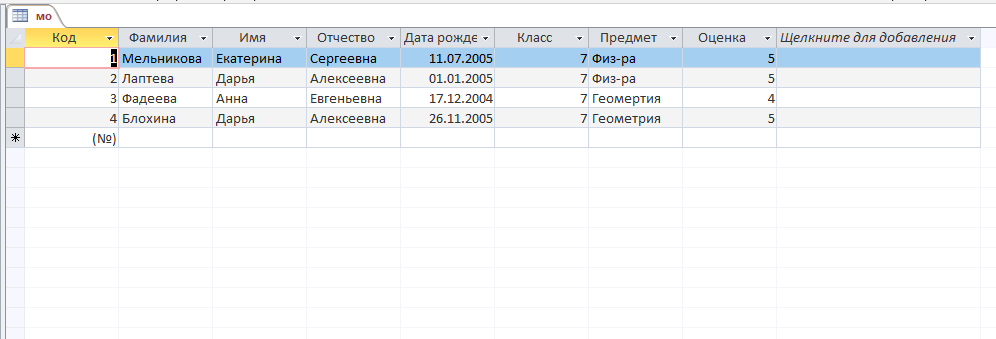 мо
Код Фамилия Имя Отчество Дата рожде Класс Предмет Оценка Щелкните для добавления
1 Мельникова Екатерина Сергеевна 11.07.2005 7 Физ-ра 5
2 Лаптева Дарья Алексеевна 01.01.2005 7 Физ-ра 5
3 Фадеева Анна Евгеньевна 17.12.2004 7 Геомертия 4
4 Блохина Дарья Алексеевна 26.11.2005 7 Геометрия 5
* (№)